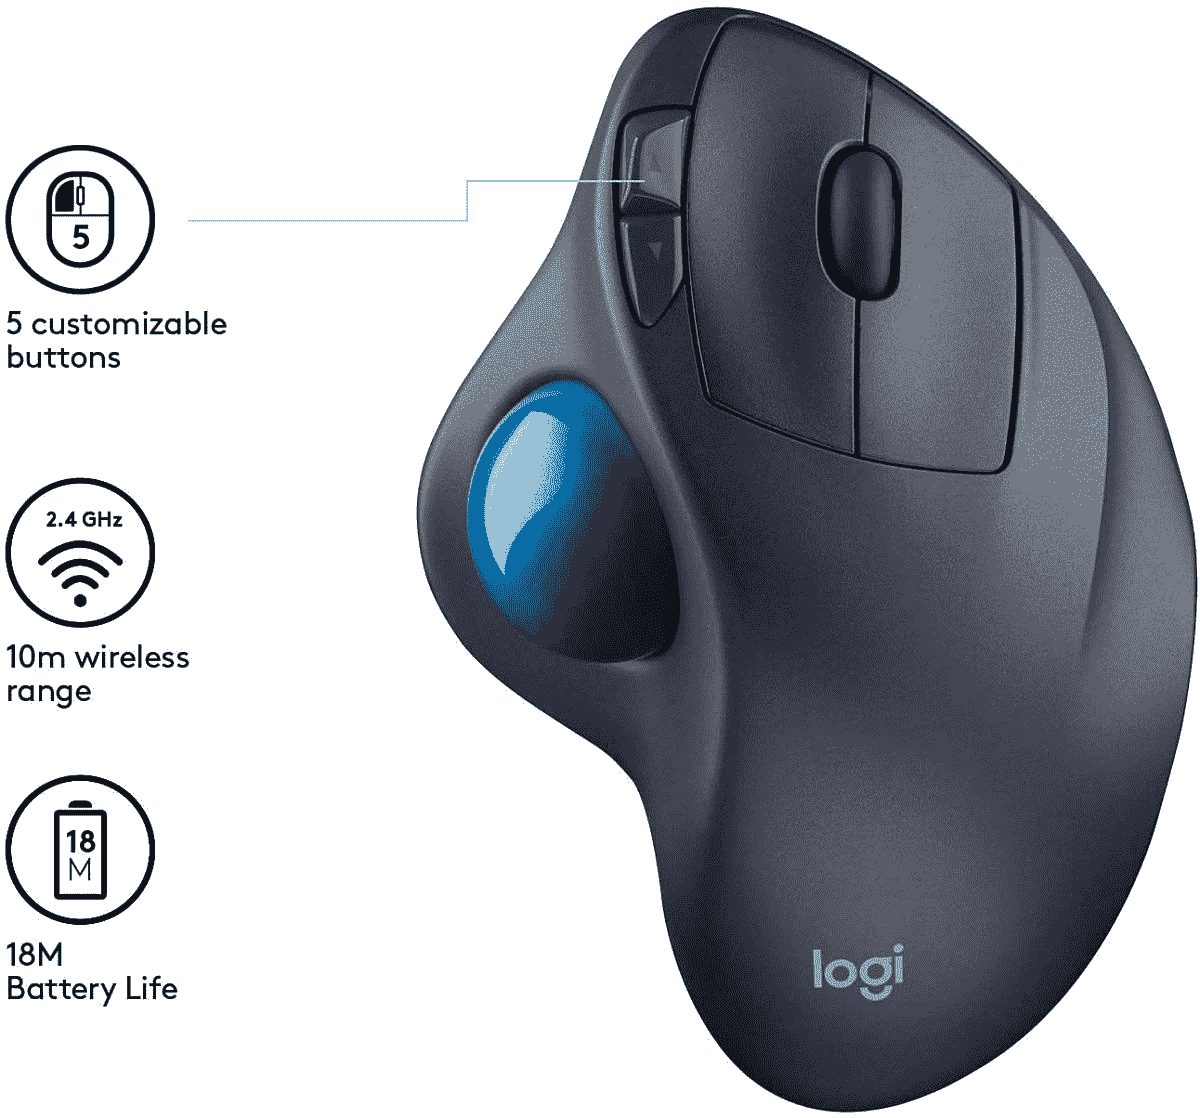 5
5 customizable
buttons
2.4 GHz
10m wireless
range
18
M
18M
Battery Life
logi